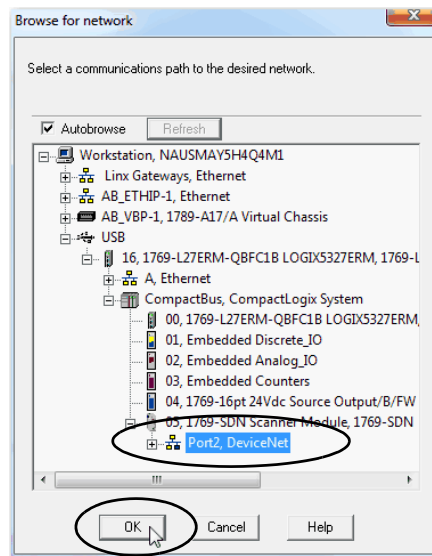 Browse for network
X
Select a communications path to the desired network.
Autobrowse
Refresh
Workstation, NAUSMAY5H4Q4M1
Linx Gateways, Ethernet
AB_ETHIP-1, Ethernet
AB_VBP-1, 1789-A17/A Virtual Chassis
USB
16, 1769-L27ERM-QBFC1B LOGIX5327ERM, 1769-L
A, Ethernet
CompactBus, CompactLogix System
00, 1769-L27ERM-QBFC1B LOGIX5327ERM,
01, Embedded Discrete_IO
02, Embedded Analog_IO
03, Embedded Counters
04, 1769-16pt 24Vdc Source Output/B/FW
05, 1769-SDN Scanner Module, 1769-SDN
Port2, DeviceNet
OK
Cancel
Help